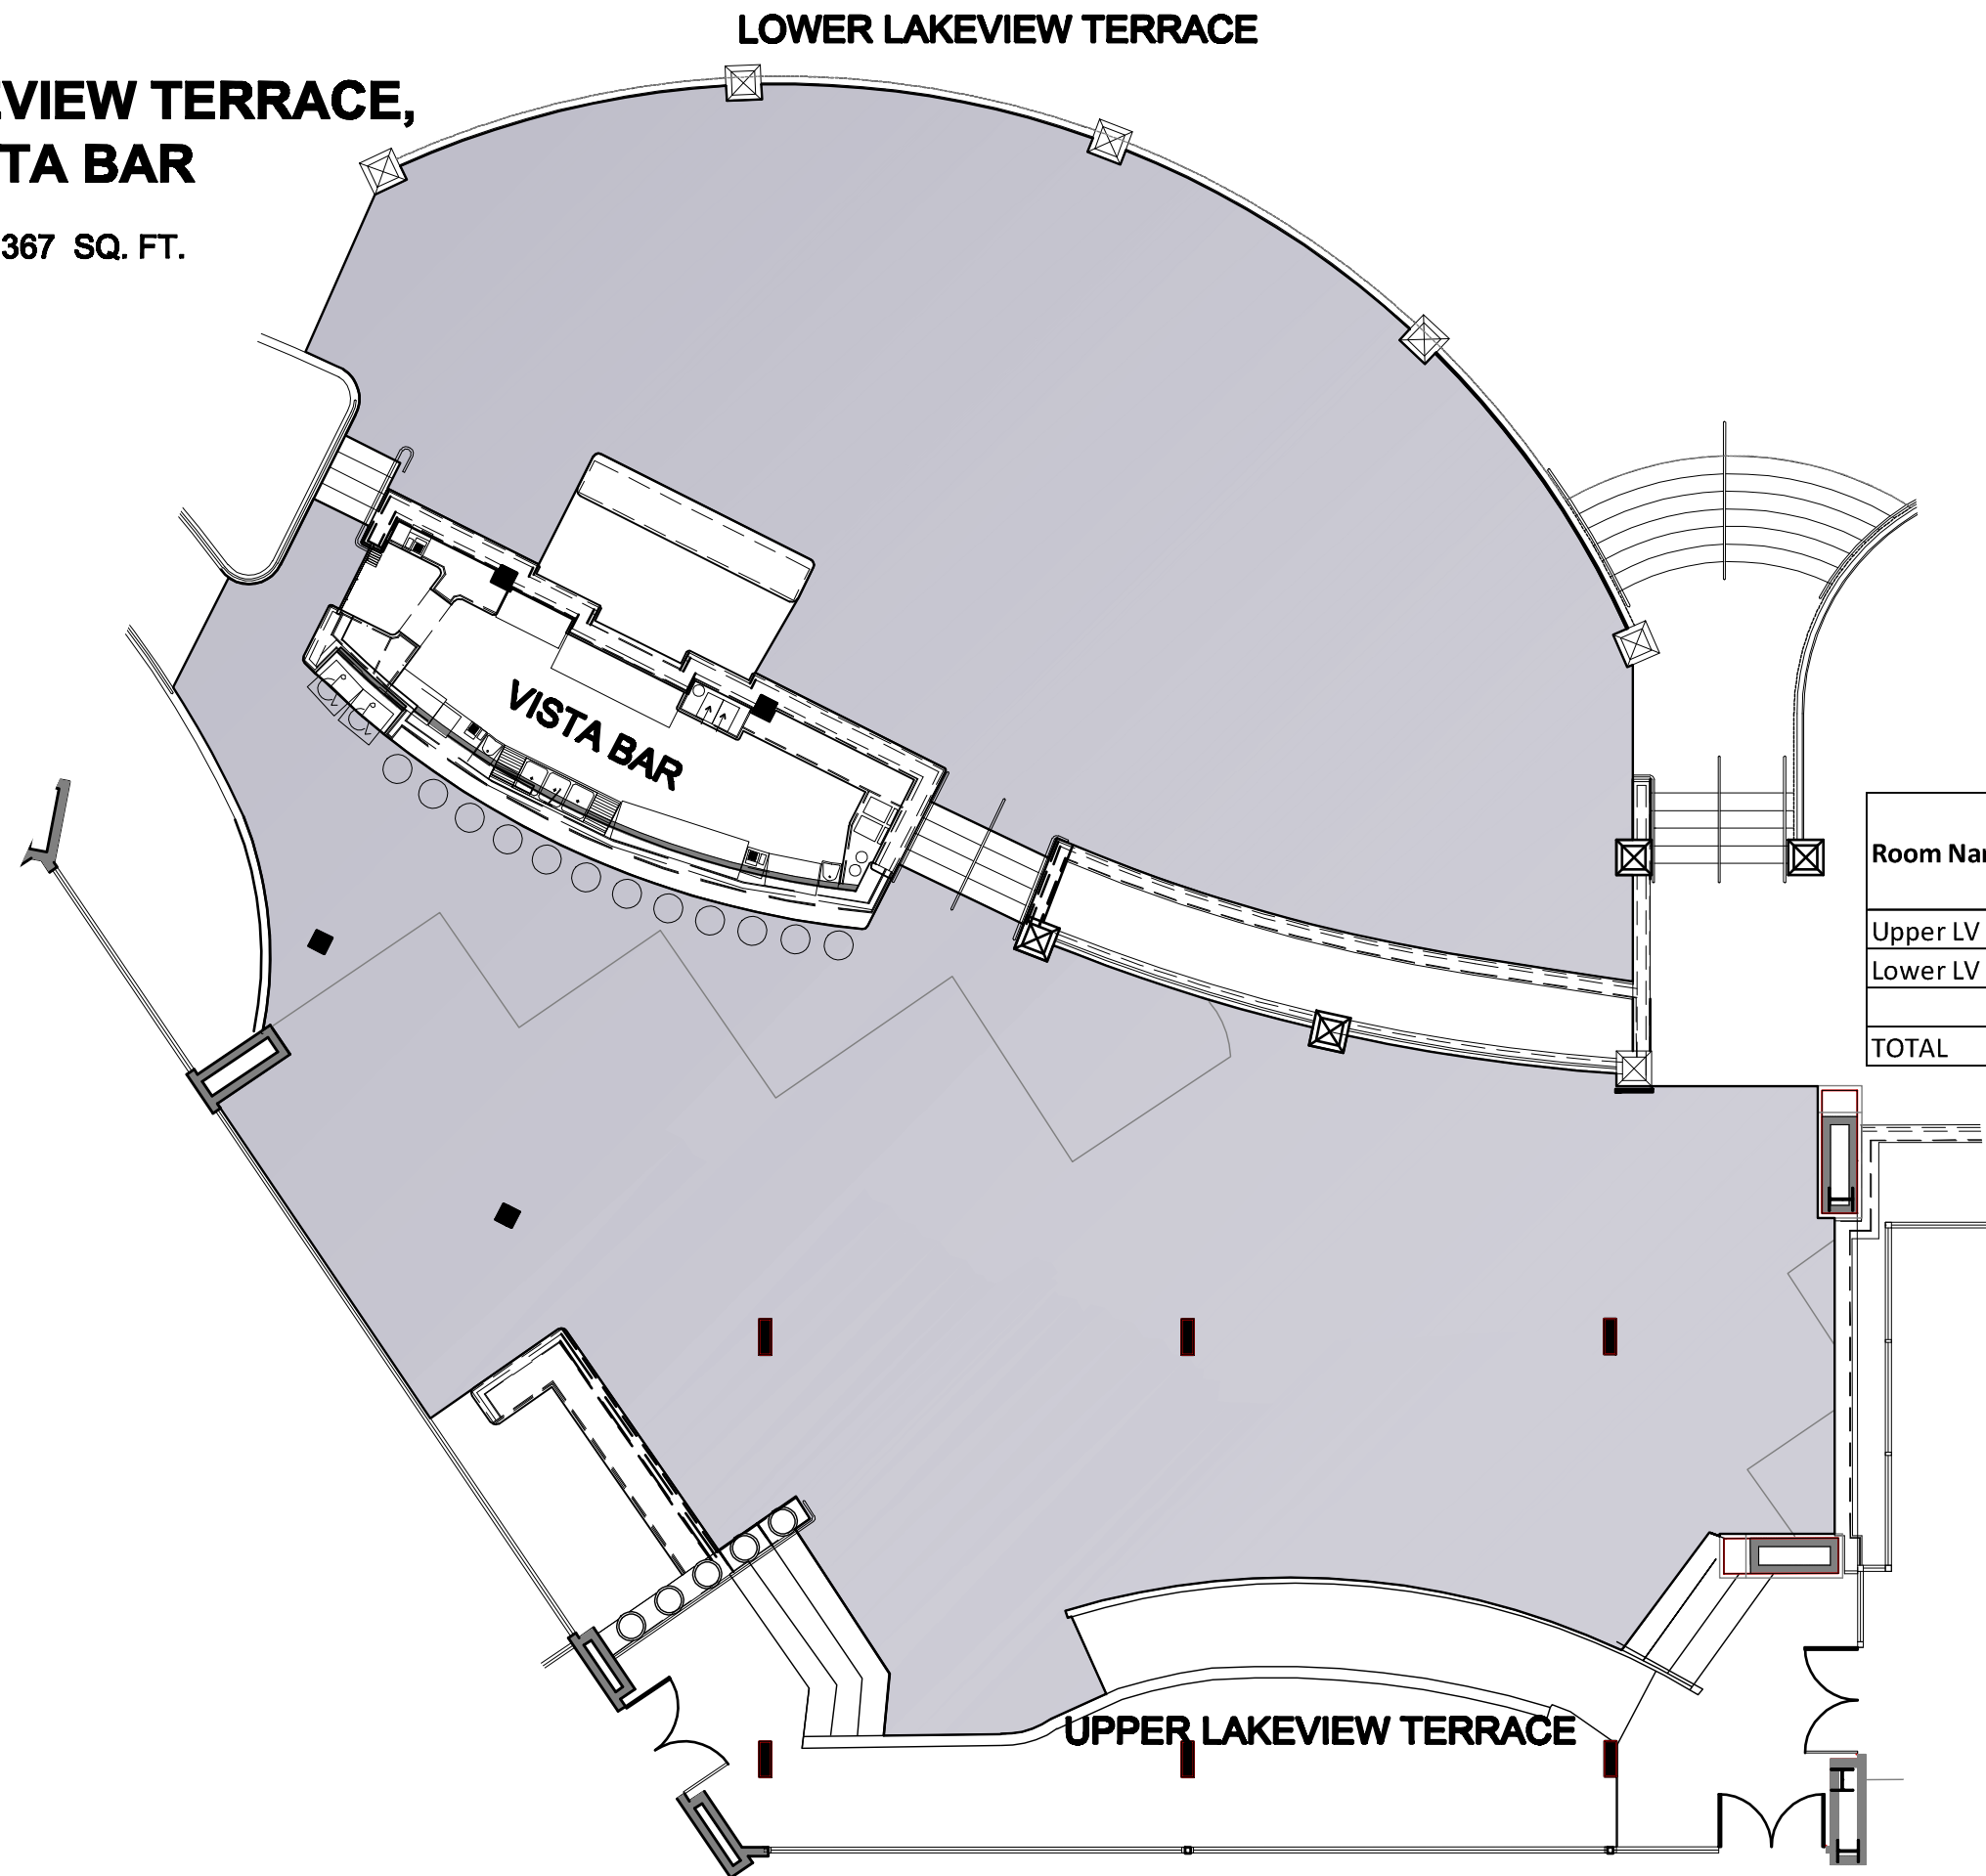 LOWER LAKEVIEW TERRACE
VIEW TERRACE,
TA BAR
367 SQ. FT.
VISTA BAR
Room Nar
Upper LV
Lower LV
TOTAL
UPPER LAKEVIEW TERRACE